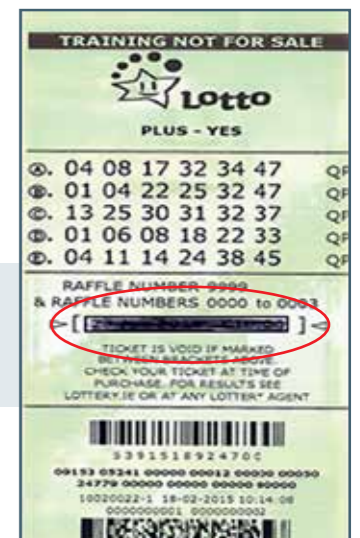 TRAINING NOT FOR SALE
Lotto
PLUS - YES
A. 04 08 17 32 34 47 QP
B. 01 04 22 25 32 47 QP
C. 13 25 30 31 32 37 QP
D. 01 06 08 18 22 33 QP
E. 04 11 14 24 38 45 QP
RAFFLE NUMBER 9999
& RAFFLE NUMBERS 0000 to 0003
>[ ]<
TICKET IS VOID IF MARKED
BETWEEN BRACKETS ABOVE.
CHECK YOUR TICKET AT TIME OF
PURCHASE. FOR RESULTS SEE
LOTTERY.IE OR AT ANY LOTTERY AGENT
539151892470C
09153 05241 00000 00012 00020 00050
24779 00000 00000 00000 00000
10020022-1 18-02-2015 10:14:08
0000000001 0000000002